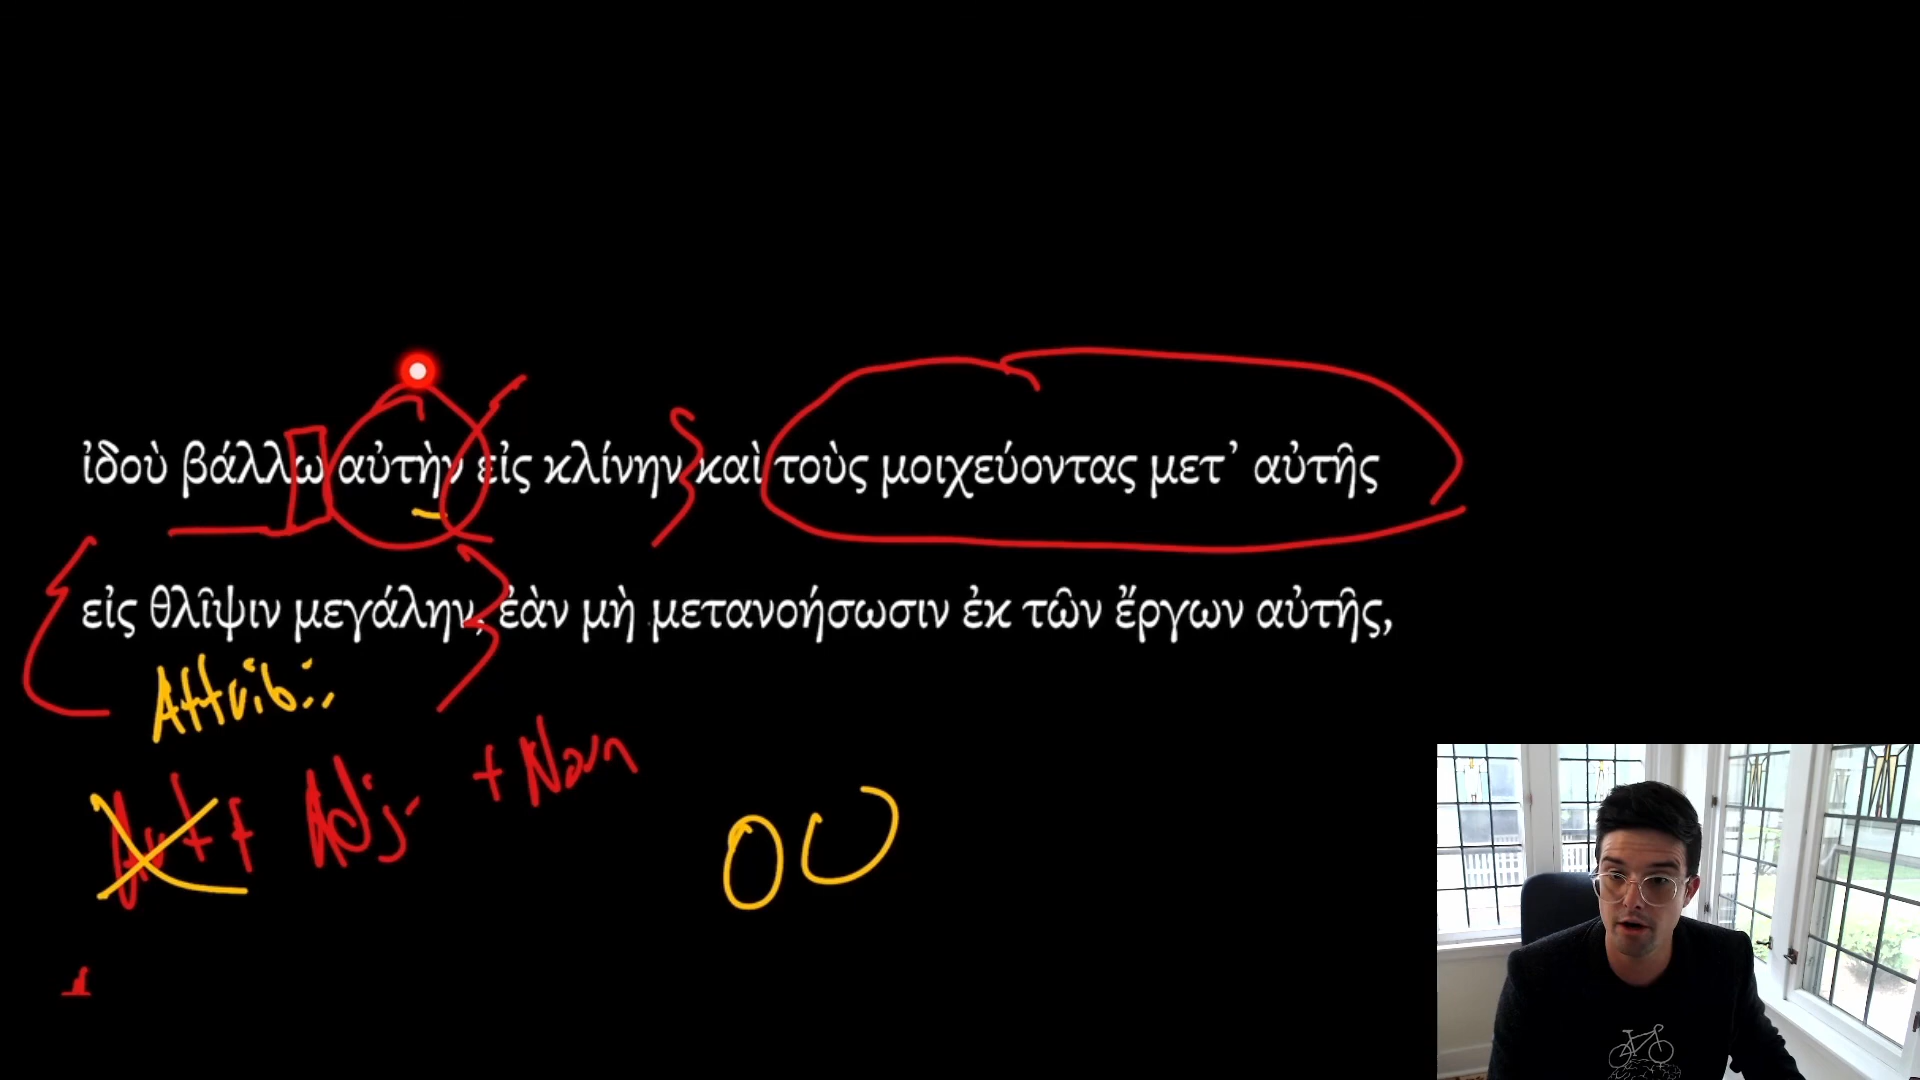 ἰδοὺ βάλλω αὐτὴν εἰς κλίνην καὶ τοὺς μοιχεύοντας μετ’ αὐτῆς
εἰς θλῖψιν μεγάλην, ἐὰν μὴ μετανοήσωσιν ἐκ τῶν ἔργων αὐτῆς,
Attrib:
+ Adj. + Noun